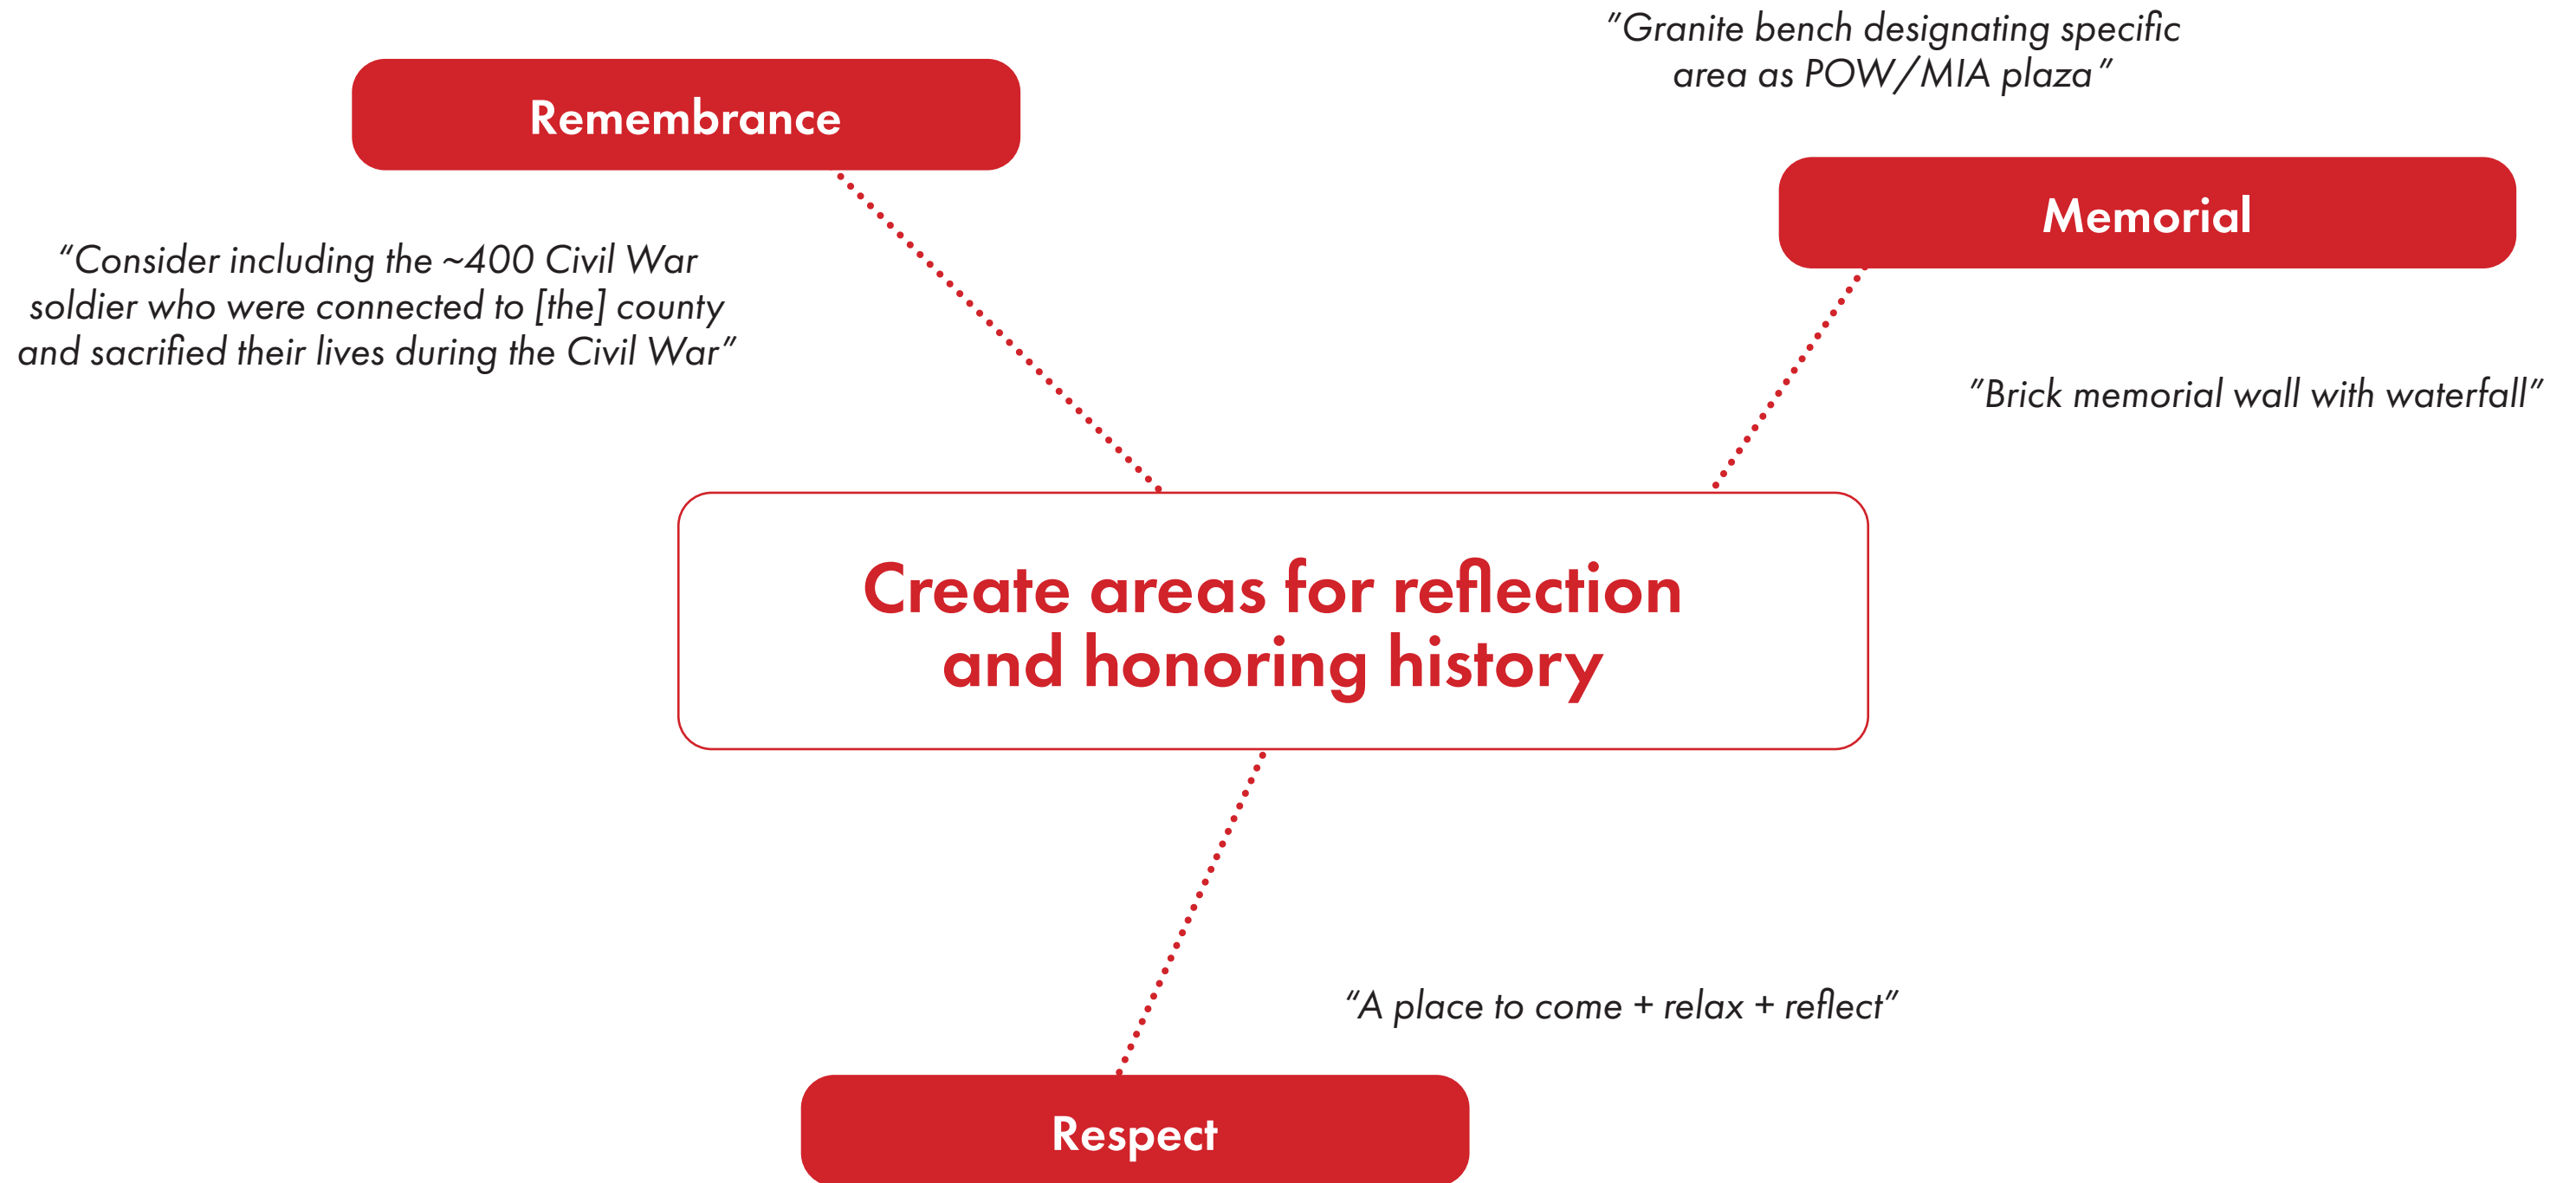 Remembrance
"Consider including the ~400 Civil War
soldier who were connected to [the] county
and sacrified their lives during the Civil War"
"Granite bench designating specific
area as POW/MIA plaza"
Memorial
"Brick memorial wall with waterfall"
Create areas for reflection
and honoring history
"A place to come + relax + reflect"
Respect